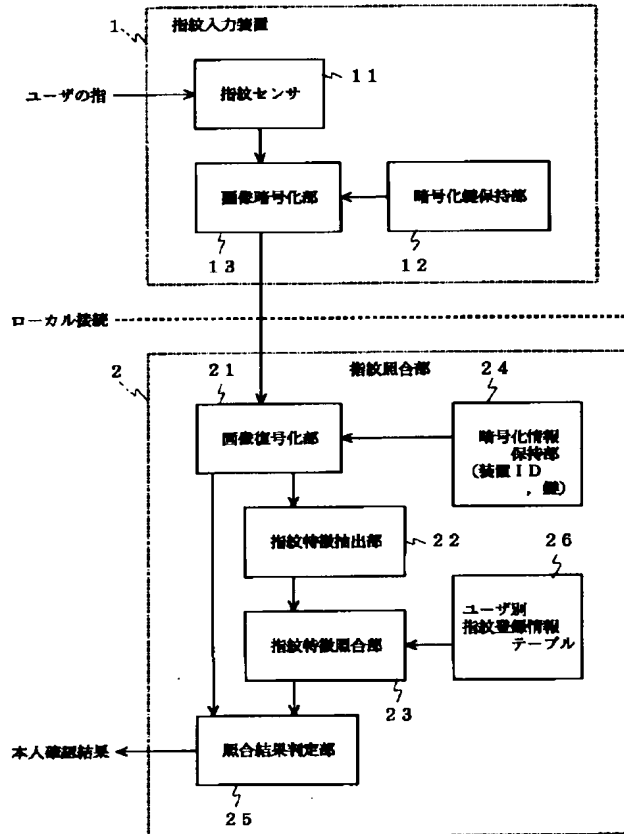 1
指紋入力装置
11
ユーザの指
指紋センサ
画像暗号化部
暗号化鍵保持部
13
12
ローカル接続
2
21
指紋照合部
24
画像復号化部
暗号化情報
保持部
(装置ID
,鍵)
指紋特徴抽出部
22
26
指紋特徴照合部
ユーザ別
指紋登録情報
テーブル
23
本人確認結果
照合結果判定部
25